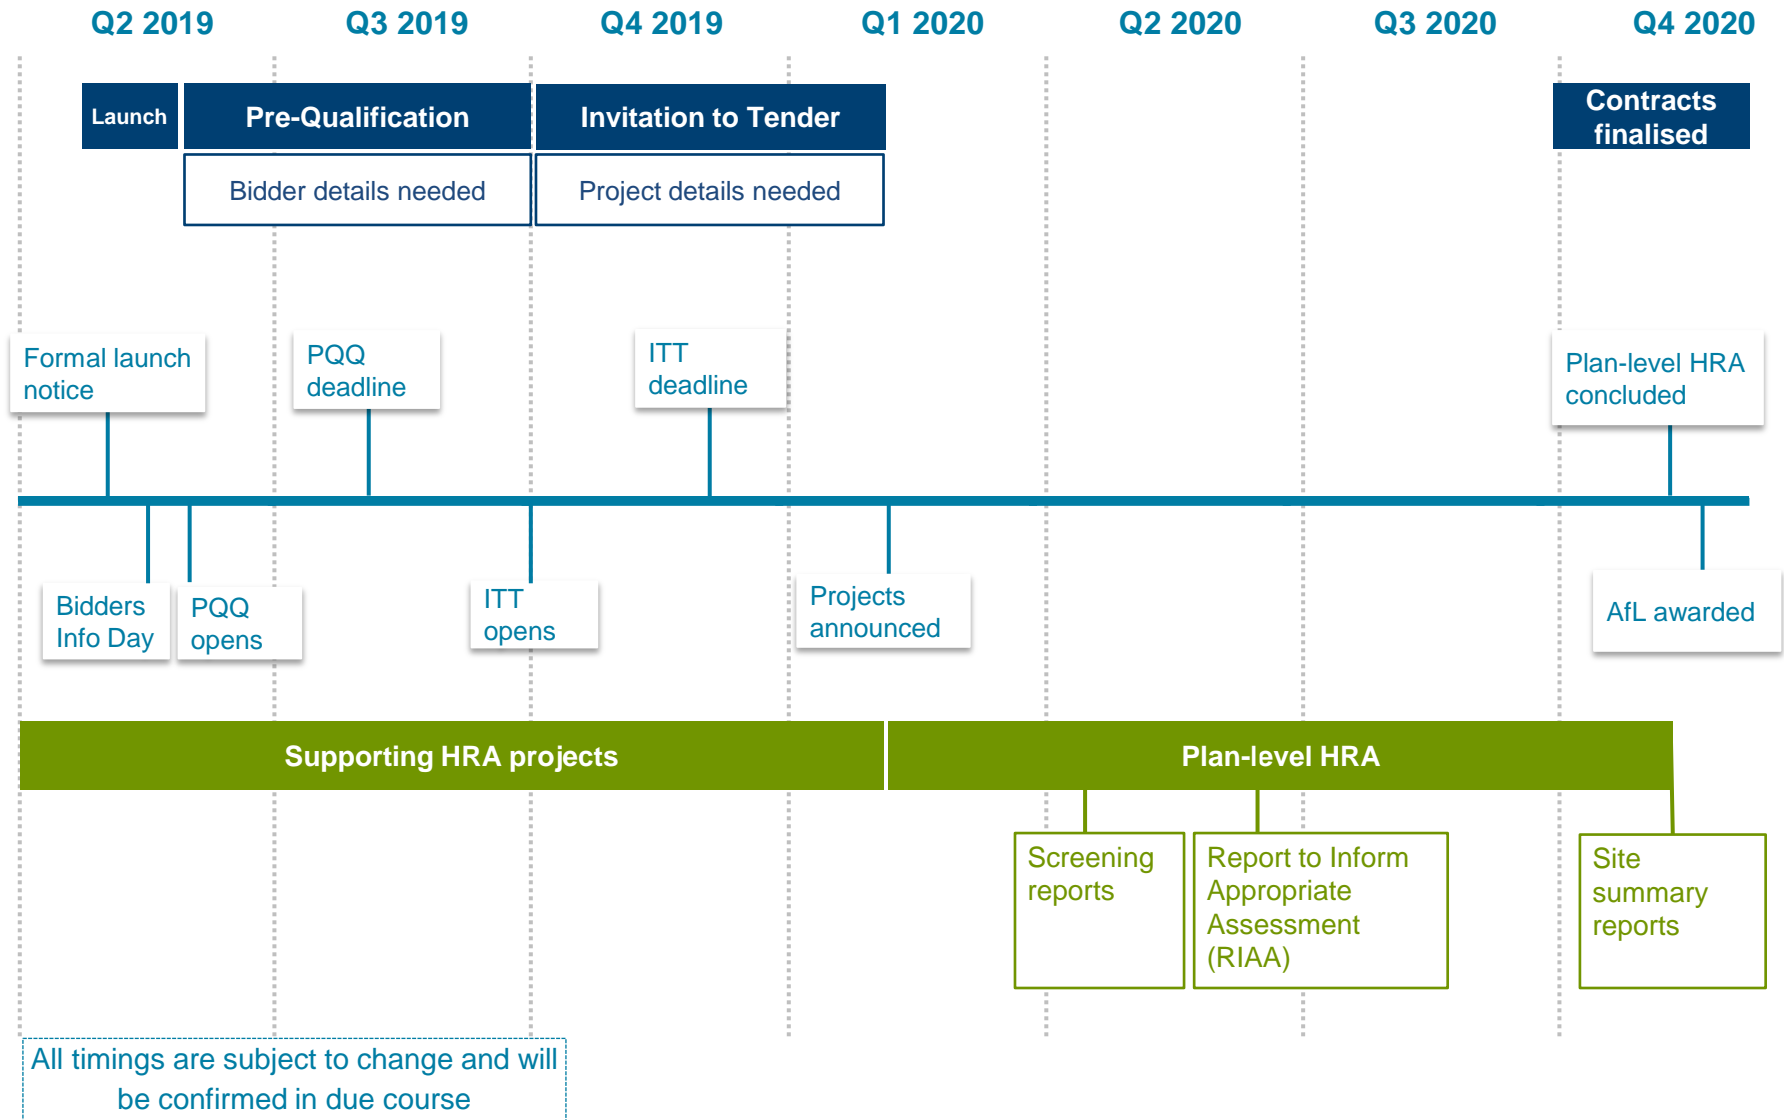 Q2 2019
Q3 2019
Q4 2019
Q1 2020
Q2 2020
Q3 2020
Q4 2020
Launch
Pre-Qualification
Invitation to Tender
Contracts
finalised
Bidder details needed
Project details needed
Formal launch
notice
PQQ
deadline
ITT
deadline
Plan-level HRA
concluded
Bidders
Info Day
PQQ
opens
ITT
opens
Projects
announced
AfL awarded
Supporting HRA projects
Plan-level HRA
Screening
reports
Report to Inform
Appropriate
Assessment
(RIAA)
Site
summary
reports
All timings are subject to change and will
be confirmed in due course